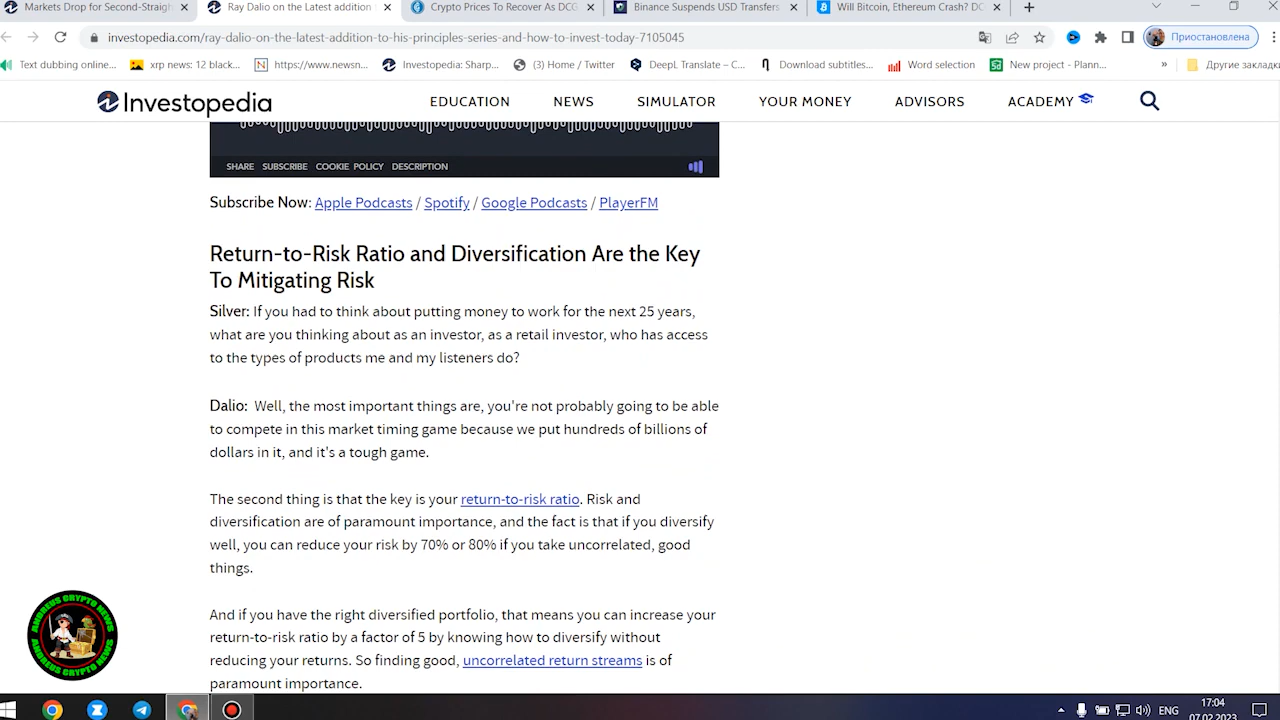 Markets Drop for Second-Straigh
Ray Dalio on the Latest addition
Crypto Prices To Recover As DCG
Binance Suspends USD Transfers
Will Bitcoin, Ethereum Crash? DC
investopedia.com/ray-dalio-on-the-latest-addition-to-his-principles-series-and-how-to-invest-today-7105045
Приостановлена
Text dubbing online...
xrp news: 12 black...
https://www.newsn...
Investopedia: Sharp...
(3) Home / Twitter
DeepL Translate – C...
Download subtitles...
Word selection
New project - Plann...
»
Другие закладки
Investopedia
EDUCATION
NEWS
SIMULATOR
YOUR MONEY
ADVISORS
ACADEMY
SHARE SUBSCRIBE COOKIE POLICY DESCRIPTION
Subscribe Now: Apple Podcasts / Spotify / Google Podcasts / PlayerFM
Return-to-Risk Ratio and Diversification Are the Key
To Mitigating Risk
Silver: If you had to think about putting money to work for the next 25 years,
what are you thinking about as an investor, as a retail investor, who has access
to the types of products me and my listeners do?
Dalio: Well, the most important things are, you're not probably going to be able
to compete in this market timing game because we put hundreds of billions of
dollars in it, and it's a tough game.
The second thing is that the key is your return-to-risk ratio. Risk and
diversification are of paramount importance, and the fact is that if you diversify
well, you can reduce your risk by 70% or 80% if you take uncorrelated, good
things.
And if you have the right diversified portfolio, that means you can increase your
return-to-risk ratio by a factor of 5 by knowing how to diversify without
reducing your returns. So finding good, uncorrelated return streams is of
paramount importance.
ANDREUS CRYPTO NEWS
ANDREUS CRYPTO NEWS
ENG
17:04
07.02.2023